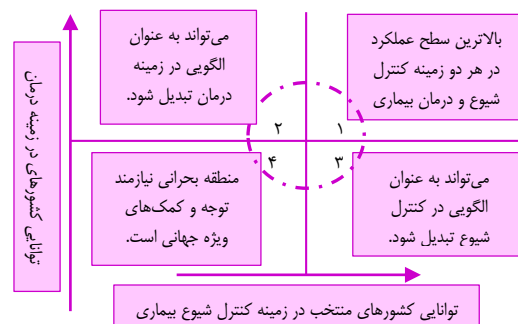 بالاترین سطح عملکرد
در هر دو زمینه کنترل
شیوع و درمان بیماری
می‌تواند به عنوان
الگویی در زمینه
درمان تبدیل شود.
۱
۲
۳
۴
می‌تواند به عنوان
الگویی در کنترل
شیوع تبدیل شود.
منطقه بحرانی نیازمند
توجه و کمک‌های
ویژه جهانی است.
توانایی کشورهای در زمینه درمان
توانایی کشورهای منتخب در زمینه کنترل شیوع بیماری